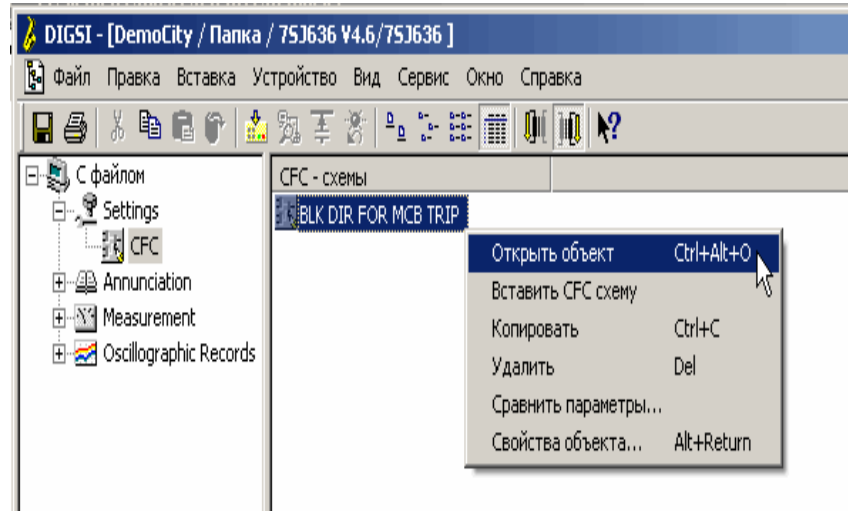 DIGSI - [DemoCity / Папка / 7SJ636 V4.6/7SJ636 ]
Файл Правка Вставка Устройство Вид Сервис Окно Справка
С файлом
Settings
CFC
Annunciation
Measurement
Oscillographic Records
CFC - схемы
BLK DIR FOR MCB TRIP
Открыть объект Ctrl+Alt+O
Вставить CFC схему
Копировать Ctrl+C
Удалить Del
Сравнить параметры...
Свойства объекта... Alt+Return